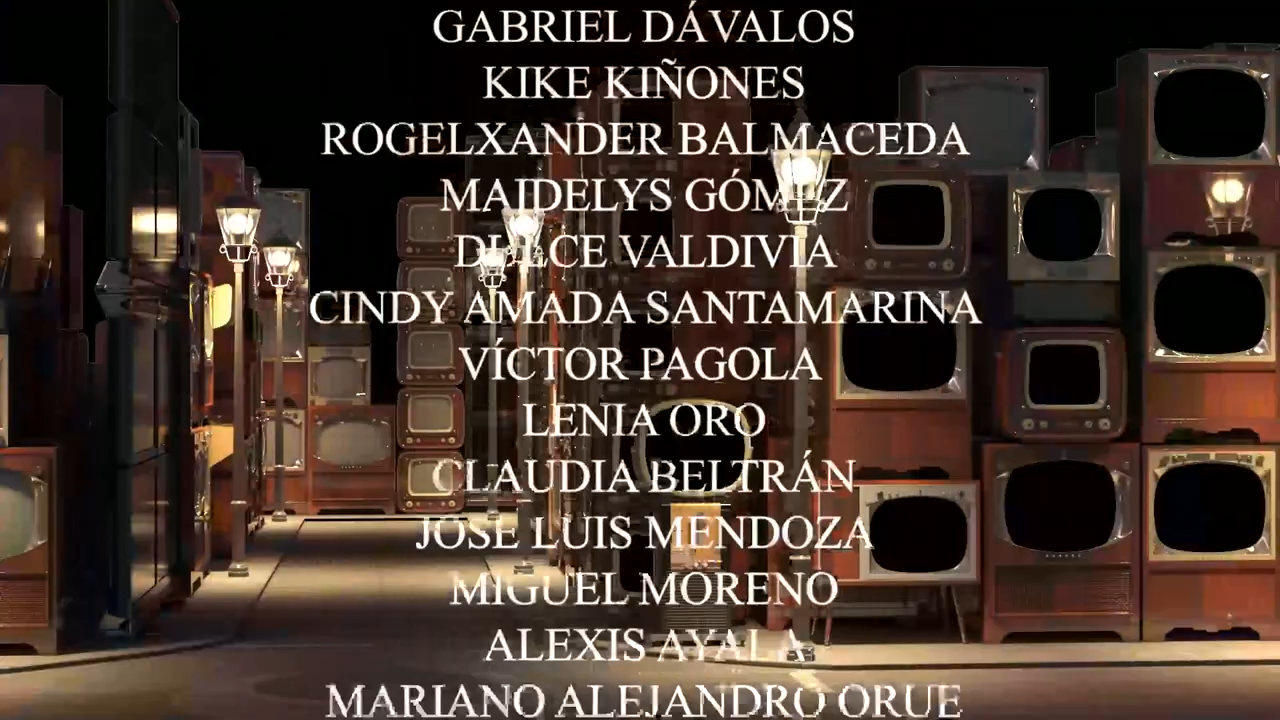 GABRIEL DÁVALOS
KIKE KIÑONES
ROGELXANDER BALMACEDA
MAIDELYS GÓMEZ
DULCE VALDIVIA
CINDY AMADA SANTAMARINA
VÍCTOR PAGOLA
LENIA ORO
CLAUDIA BELTRÁN
JOSÉ LUIS MENDOZA
MIGUEL MORENO
ALEXIS AYALA
MARIANO ALEJANDRO ORUE